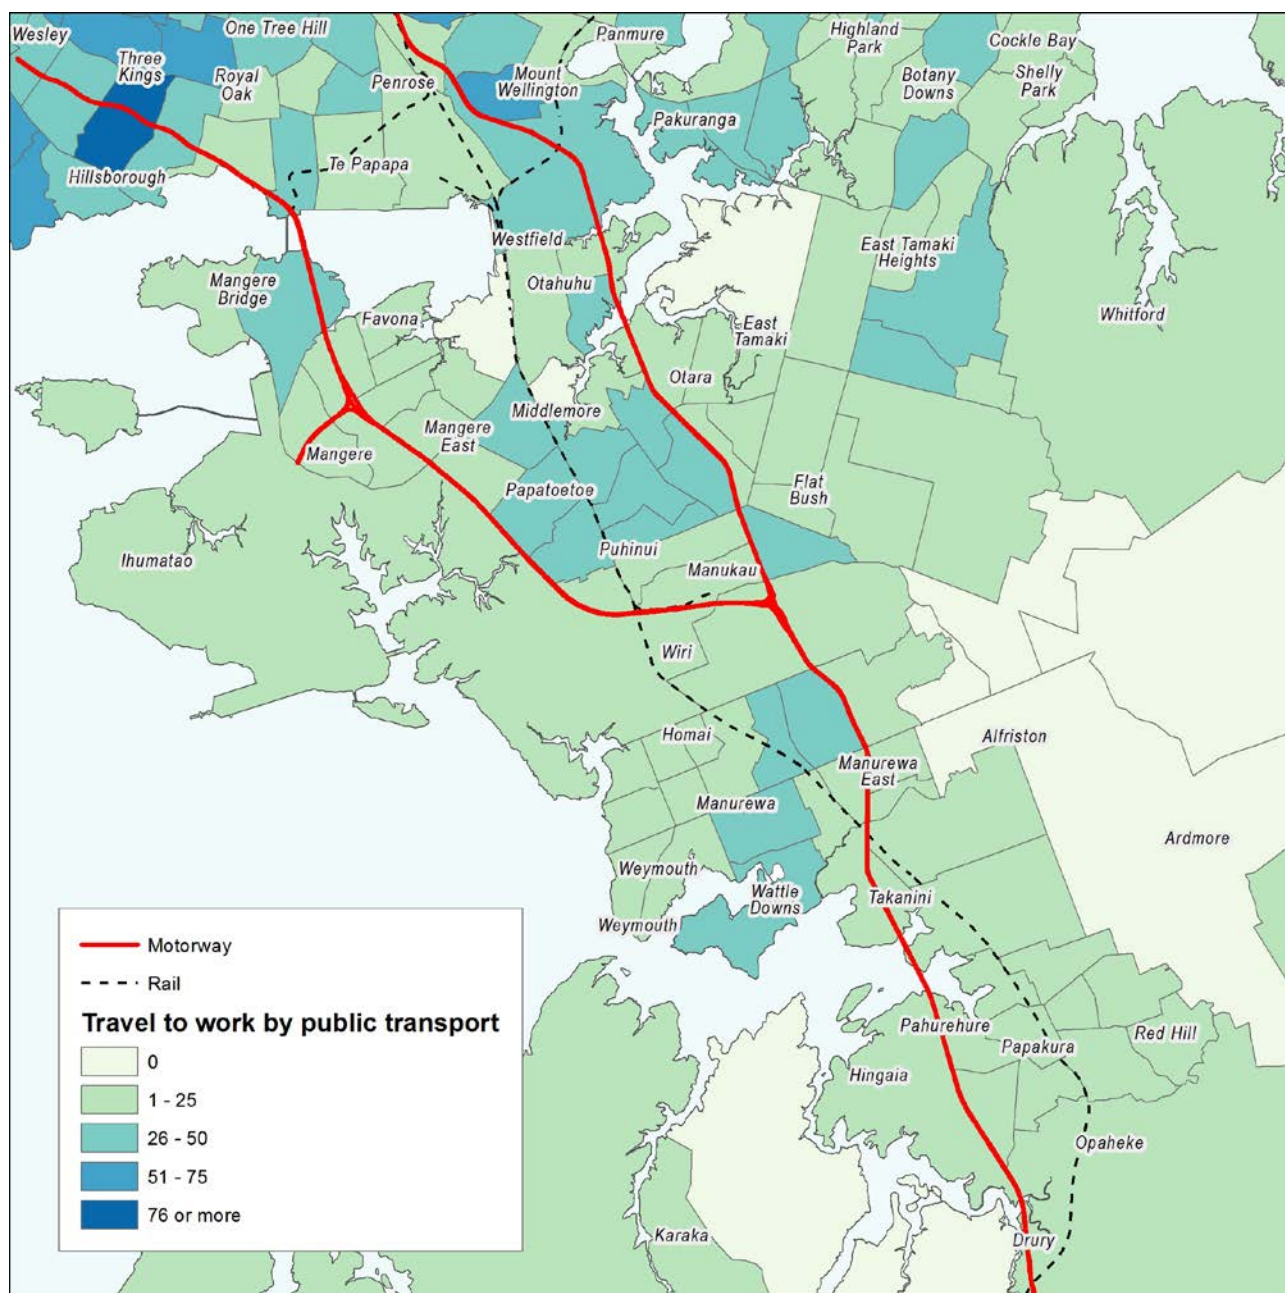 Wesley
One Tree Hill
Panmure
Highland
Park
Cockle Bay
Three
Kings
Royal
Oak
Penrose
Mount
Wellington
Botany
Downs
Shelly
Park
Pakuranga
Hillsborough
Te Papapa
Westfield
East Tamaki
Heights
Mangere
Bridge
Otahuhu
Favona
East
Tamaki
Whitford
Otara
Middlemore
Mangere
East
Mangere
Papatoetoe
Flat
Bush
Ihumatao
Puhinui
Manukau
Wiri
Homai
Alfriston
Manurewa
East
Manurewa
Ardmore
Weymouth
Wattle
Downs
Takanini
Weymouth
Pahurehure
Papakura
Red Hill
Hingaia
Opaheke
Karaka
Drury
Motorway
Rail
Travel to work by public transport
0
1 - 25
26 - 50
51 - 75
76 or more